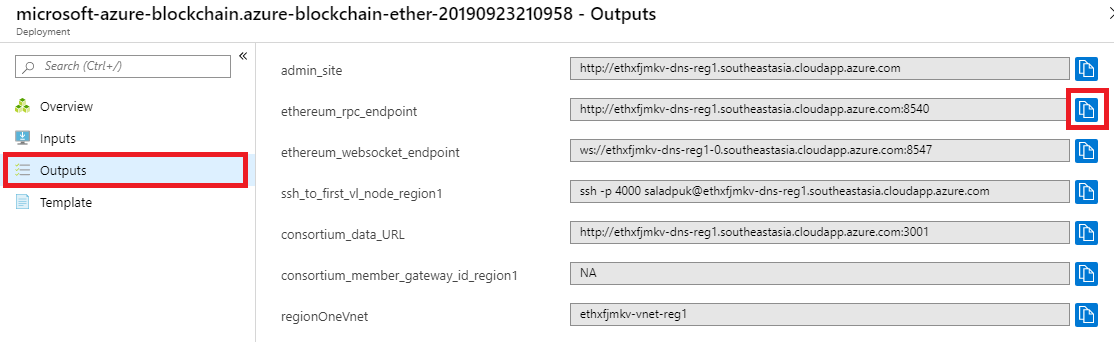 microsoft-azure-blockchain.azure-blockchain-ether-20190923210958 - Outputs
Deployment
Search (Ctrl+/)
Overview
Inputs
Outputs
Template
admin_site
http://ethxfjmkv-dns-reg1.southeastasia.cloudapp.azure.com
ethereum_rpc_endpoint
http://ethxfjmkv-dns-reg1.southeastasia.cloudapp.azure.com:8540
ethereum_websocket_endpoint
ws://ethxfjmkv-dns-reg1-0.southeastasia.cloudapp.azure.com:8547
ssh_to_first_vl_node_region1
ssh -p 4000 saladpuk@ethxfjmkv-dns-reg1.southeastasia.cloudapp.azure.com
consortium_data_URL
http://ethxfjmkv-dns-reg1.southeastasia.cloudapp.azure.com:3001
consortium_member_gateway_id_region1
NA
regionOneVnet
ethxfjmkv-vnet-reg1